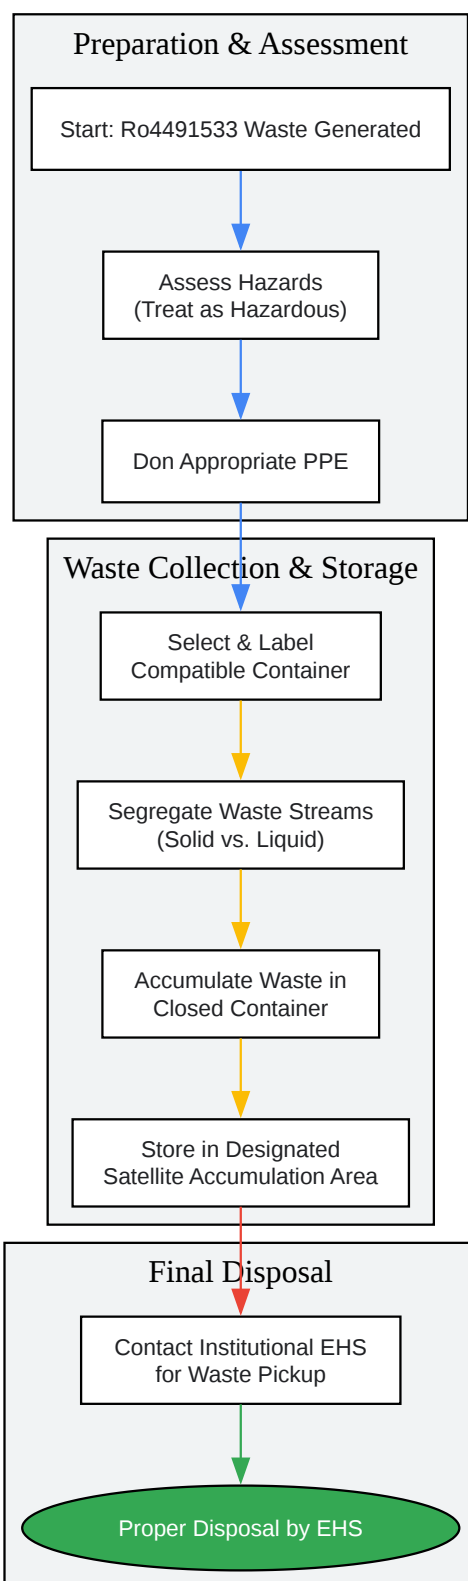 Preparation & Assessment
Start: Ro4491533 Waste Generated
Assess Hazards
(Treat as Hazardous)
Don Appropriate PPE
Waste Collection & Storage
Select & Label
Compatible Container
Segregate Waste Streams
(Solid vs. Liquid)
Accumulate Waste in
Closed Container
Store in Designated
Satellite Accumulation Area
Final Disposal
Contact Institutional EHS
for Waste Pickup
Proper Disposal by EHS